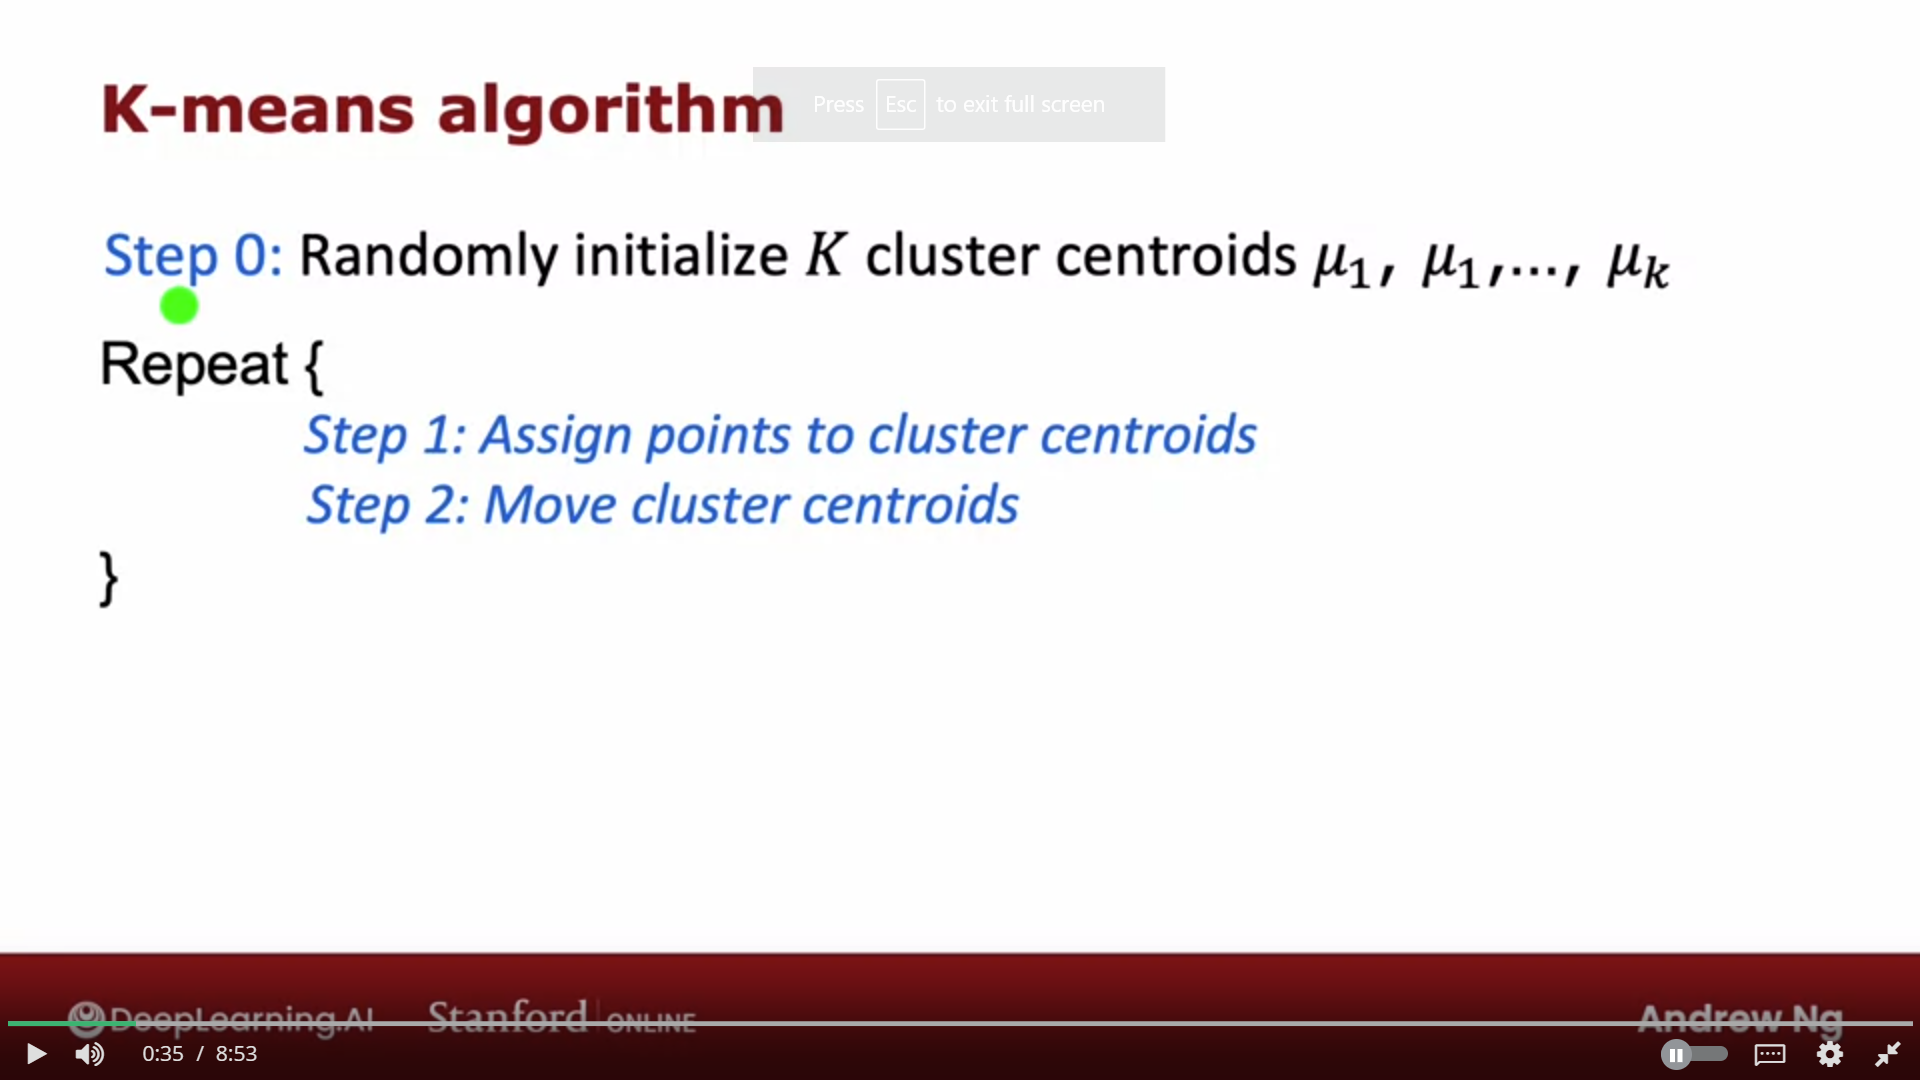 K-means algorithm
Press Esc to exit full screen
Step 0: Randomly initialize K cluster centroids μ₁, μ₁,..., μₖ
Repeat {
Step 1: Assign points to cluster centroids
Step 2: Move cluster centroids
}
DeepLearning.AI Stanford ONLINE Andrew Ng
0:35 / 8:53